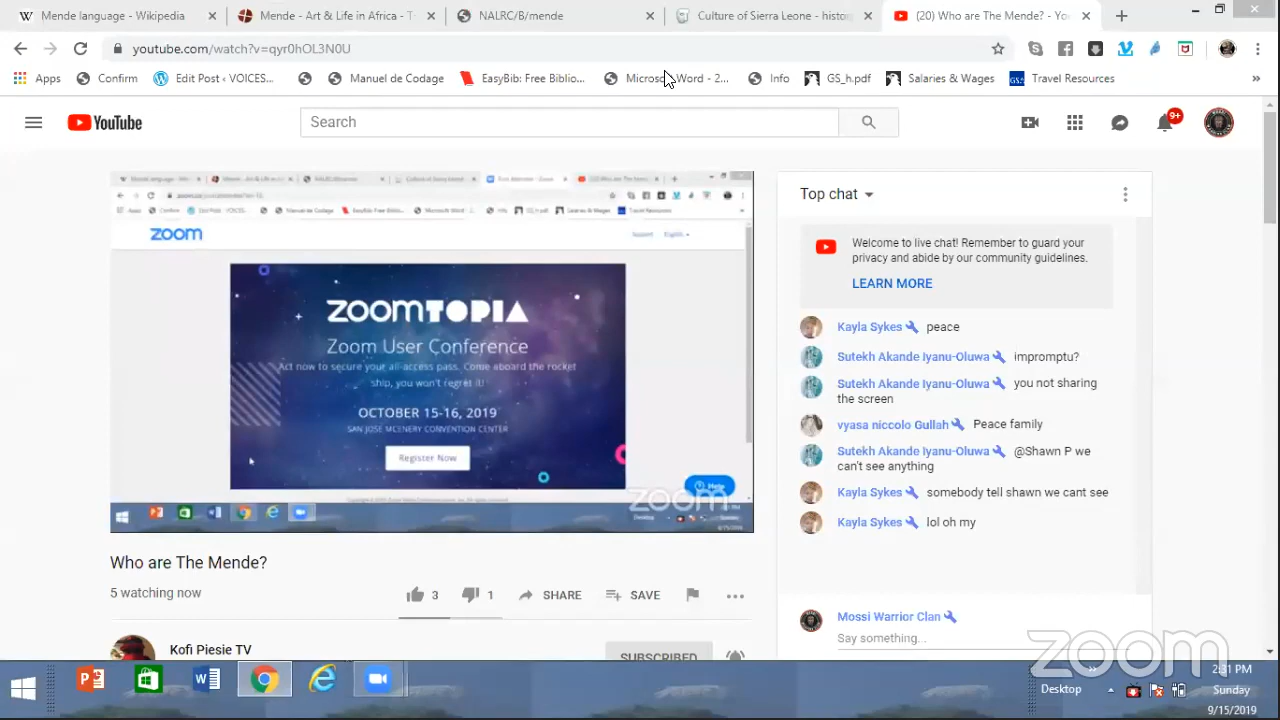 Mende language - Wikipedia
Mende - Art & Life in Africa - T
NALRC/B/mende
Culture of Sierra Leone - histor
(20) Who are The Mende? - Yo
youtube.com/watch?v=qyr0hOL3N0U
Apps
Confirm
Edit Post ‹ VOICES...
Manuel de Codage
EasyBib: Free Biblio...
Microsoft Word - 2...
Info
GS_h.pdf
Salaries & Wages
Travel Resources
YouTube
Search
9+
zoom
Support
English
ZOOMTOPIA
Zoom User Conference
Act now to secure your all-access pass. Come aboard the rocket
ship, you won't regret it!
OCTOBER 15-16, 2019
SAN JOSE MCENERY CONVENTION CENTER
Register Now
Help
zoom
Top chat
Welcome to live chat! Remember to guard your
privacy and abide by our community guidelines.
LEARN MORE
Kayla Sykes peace
Sutekh Akande Iyanu-Oluwa impromptu?
Sutekh Akande Iyanu-Oluwa you not sharing
the screen
vyasa niccolo Gullah Peace family
Sutekh Akande Iyanu-Oluwa @Shawn P we
can't see anything
Kayla Sykes somebody tell shawn we cant see
Kayla Sykes lol oh my
Mossi Warrior Clan
Say something...
Who are The Mende?
5 watching now
3
1
SHARE
SAVE
Kofi Piesie TV
SUBSCRIBED
zoom
Desktop
2:31 PM
Sunday
9/15/2019